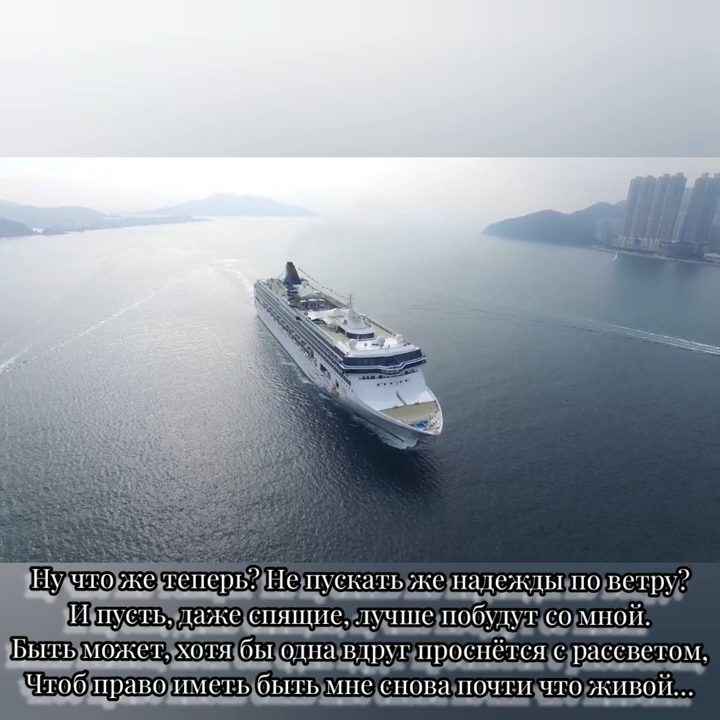 Ну что же теперь? Не пускать же надежды по ветру?
И пусть, даже спящие, лучше побудут со мной.
Быть может, хотя бы одна вдруг проснётся с рассветом,
Чтоб право иметь быть мне снова почти что живой...